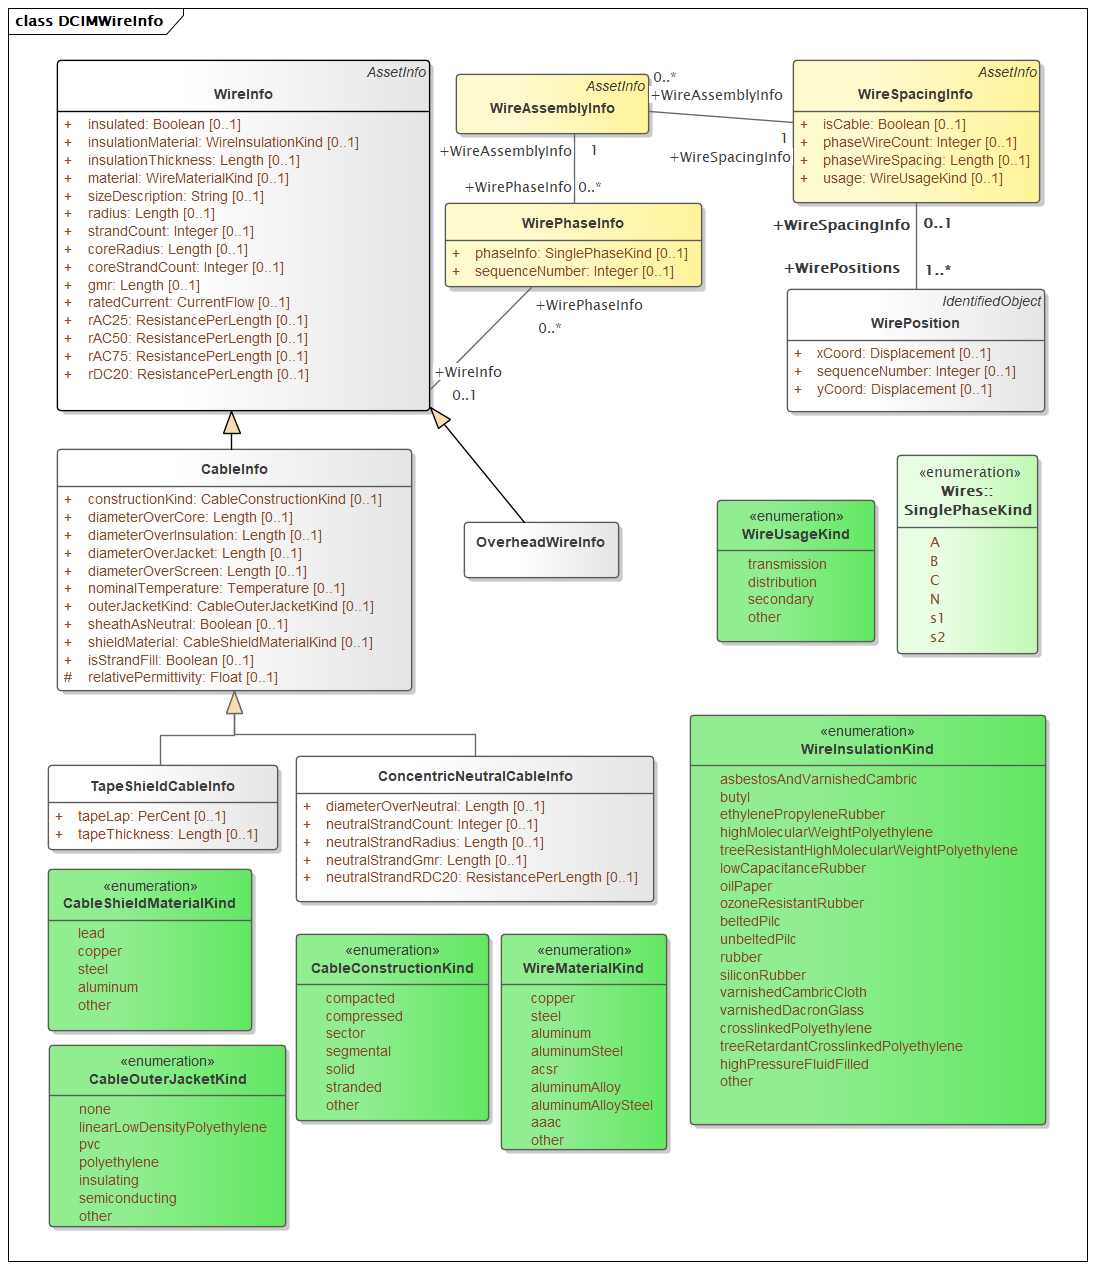 class DCIMWireInfo
AssetInfo
WireInfo
+ insulated: Boolean [0..1]
+ insulationMaterial: WireInsulationKind [0..1]
+ insulationThickness: Length [0..1]
+ material: WireMaterialKind [0..1]
+ sizeDescription: String [0..1]
+ radius: Length [0..1]
+ strandCount: Integer [0..1]
+ coreRadius: Length [0..1]
+ coreStrandCount: Integer [0..1]
+ gmr: Length [0..1]
+ ratedCurrent: CurrentFlow [0..1]
+ rAC25: ResistancePerLength [0..1]
+ rAC50: ResistancePerLength [0..1]
+ rAC75: ResistancePerLength [0..1]
+ rDC20: ResistancePerLength [0..1]
AssetInfo
WireAssemblyInfo
0..*
+WireAssemblyInfo
1
+WireSpacingInfo
AssetInfo
WireSpacingInfo
+ isCable: Boolean [0..1]
+ phaseWireCount: Integer [0..1]
+ phaseWireSpacing: Length [0..1]
+ usage: WireUsageKind [0..1]
+WireAssemblyInfo
1
+WirePhaseInfo
0..*
WirePhaseInfo
+ phaseInfo: SinglePhaseKind [0..1]
+ sequenceNumber: Integer [0..1]
+WireSpacingInfo
0..1
+WirePositions
1..*
IdentifiedObject
WirePosition
+ xCoord: Displacement [0..1]
+ sequenceNumber: Integer [0..1]
+ yCoord: Displacement [0..1]
+WirePhaseInfo
0..*
+WireInfo
0..1
CableInfo
+ constructionKind: CableConstructionKind [0..1]
+ diameterOverCore: Length [0..1]
+ diameterOverInsulation: Length [0..1]
+ diameterOverJacket: Length [0..1]
+ diameterOverScreen: Length [0..1]
+ nominalTemperature: Temperature [0..1]
+ outerJacketKind: CableOuterJacketKind [0..1]
+ sheathAsNeutral: Boolean [0..1]
+ shieldMaterial: CableShieldMaterialKind [0..1]
+ isStrandFill: Boolean [0..1]
# relativePermittivity: Float [0..1]
OverheadWireInfo
«enumeration»
WireUsageKind
transmission
distribution
secondary
other
«enumeration»
Wires::
SinglePhaseKind
A
B
C
N
s1
s2
TapeShieldCableInfo
+ tapeLap: PerCent [0..1]
+ tapeThickness: Length [0..1]
ConcentricNeutralCableInfo
+ diameterOverNeutral: Length [0..1]
+ neutralStrandCount: Integer [0..1]
+ neutralStrandRadius: Length [0..1]
+ neutralStrandGmr: Length [0..1]
+ neutralStrandRDC20: ResistancePerLength [0..1]
«enumeration»
WireInsulationKind
asbestosAndVarnishedCambric
butyl
ethylenePropyleneRubber
highMolecularWeightPolyethylene
treeResistantHighMolecularWeightPolyethylene
lowCapacitanceRubber
oilPaper
ozoneResistantRubber
beltedPilc
unbeltedPilc
rubber
siliconRubber
varnishedCambricCloth
varnishedDacronGlass
crosslinkedPolyethylene
treeRetardantCrosslinkedPolyethylene
highPressureFluidFilled
other
«enumeration»
CableShieldMaterialKind
lead
copper
steel
aluminum
other
«enumeration»
CableConstructionKind
compacted
compressed
sector
segmental
solid
stranded
other
«enumeration»
WireMaterialKind
copper
steel
aluminum
aluminumSteel
acsr
aluminumAlloy
aluminumAlloySteel
aaac
other
«enumeration»
CableOuterJacketKind
none
linearLowDensityPolyethylene
pvc
polyethylene
insulating
semiconducting
other